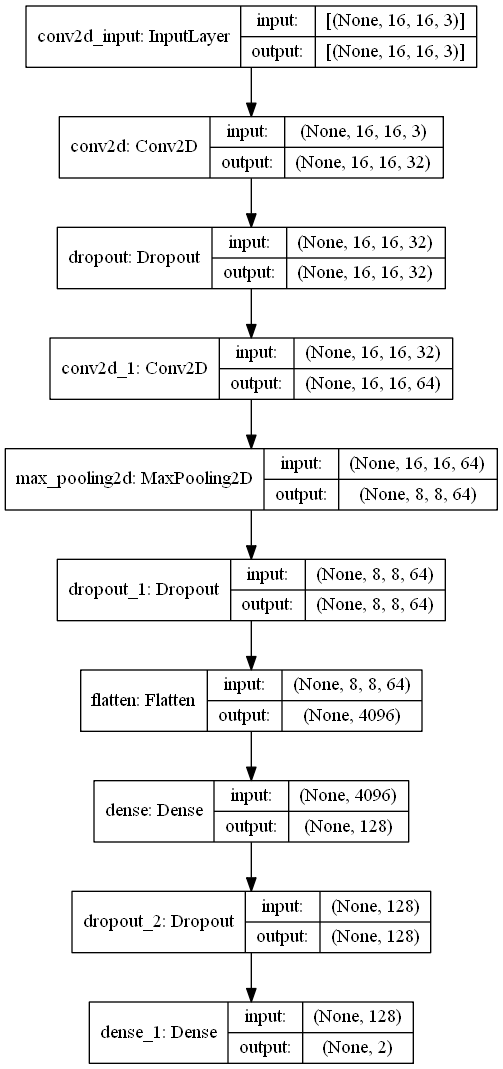 conv2d_input: InputLayer
input:
[(None, 16, 16, 3)]
output:
[(None, 16, 16, 3)]
conv2d: Conv2D
input:
(None, 16, 16, 3)
output:
(None, 16, 16, 32)
dropout: Dropout
input:
(None, 16, 16, 32)
output:
(None, 16, 16, 32)
conv2d_1: Conv2D
input:
(None, 16, 16, 32)
output:
(None, 16, 16, 64)
max_pooling2d: MaxPooling2D
input:
(None, 16, 16, 64)
output:
(None, 8, 8, 64)
dropout_1: Dropout
input:
(None, 8, 8, 64)
output:
(None, 8, 8, 64)
flatten: Flatten
input:
(None, 8, 8, 64)
output:
(None, 4096)
dense: Dense
input:
(None, 4096)
output:
(None, 128)
dropout_2: Dropout
input:
(None, 128)
output:
(None, 128)
dense_1: Dense
input:
(None, 128)
output:
(None, 2)